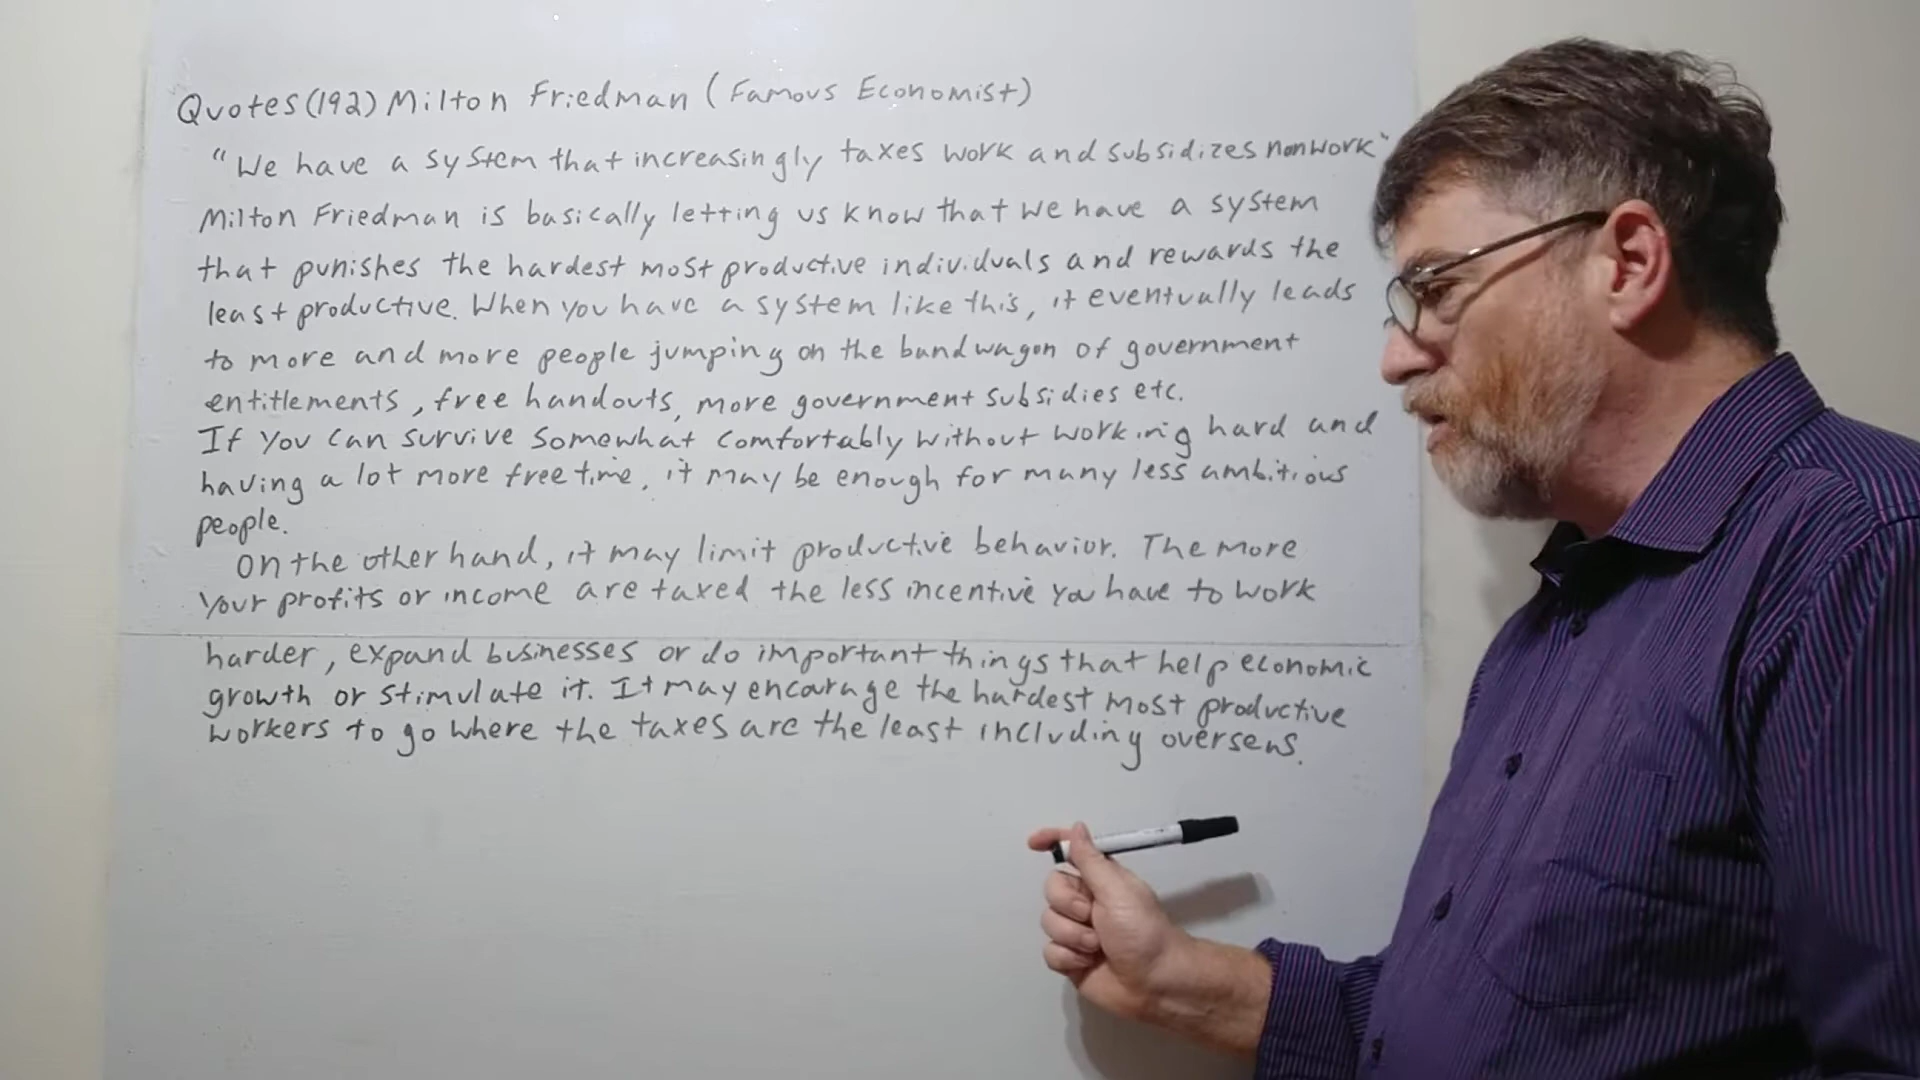 Quotes(192) Milton Friedman (Famous Economist)
"We have a system that increasingly taxes work and subsidizes nonwork"
Milton Friedman is basically letting us know that we have a system
that punishes the hardest most productive individuals and rewards the
least productive. When you have a system like this, it eventually leads
to more and more people jumping on the bandwagon of government
entitlements, free handouts, more government subsidies etc.
If you can survive somewhat comfortably without working hard and
having a lot more free time, it may be enough for many less ambitious
people.
On the other hand, it may limit productive behavior. The more
your profits or income are taxed the less incentive you have to work
harder, expand businesses or do important things that help economic
growth or stimulate it. It may encourage the hardest most productive
workers to go where the taxes are the least including overseas.